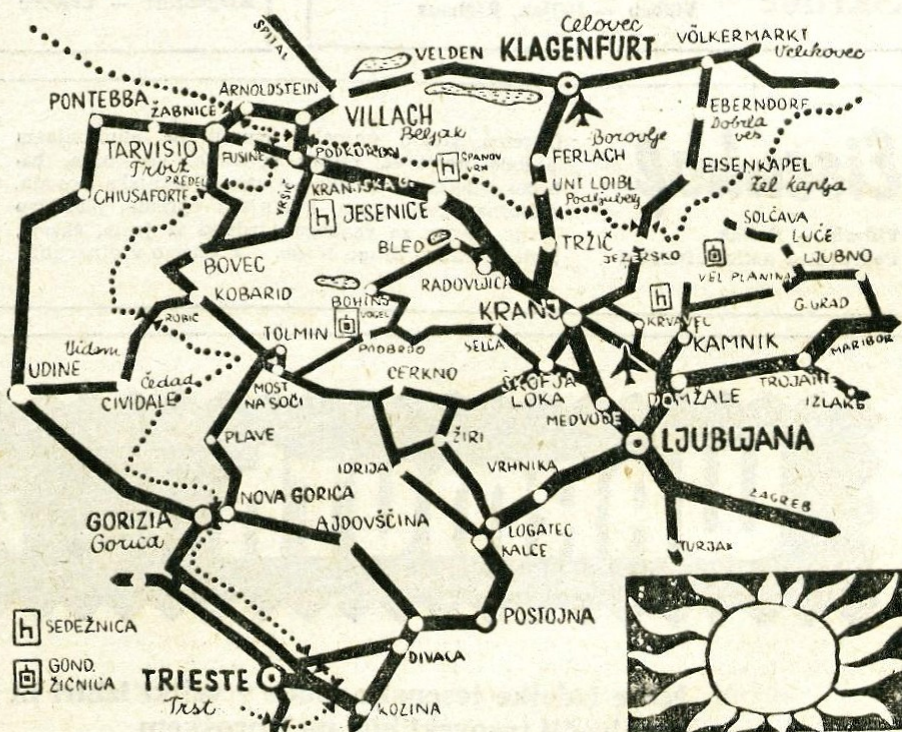 Celovec
KLAGENFURT
VÖLKERMARKT
Velikovec
SPITAL
VELDEN
ARNOLDSTEIN
PONTEBBA
ŽABNICE
VILLACH
Beljak
EBERNDORF
Dobrla
ves
TARVISIO
Trbiž
FUSINE
PODKOREN
Borovlje
FERLACH
EISENKAPEL
Žel kaplja
PREDEL
CHIUSAFORTE
VRŠIČ
KRANJSKA G.
h
UNT LOIBL
Podljubelj
h
JESENICE
SOLČAVA
LUČE
BLED
TRŽIČ
JEZERSKO
LJUBNO
VEL PLANINA
BOVEC
RADOVLJICA
KOBARID
BOHINJ
VOGEL
KRANJ
h
G.GRAD
ROBIČ
KRVAVEC
TOLMIN
PODBRDO
SELCA
KAMNIK
MARIBOR
Videm
UDINE
Čedad
CIVIDALE
MOST
NA SOČI
CERKNO
ŠKOFJA
LOKA
DOMŽALE
TROJANE
IZLAKE
MEDVODE
PLAVE
ŽIRI
LJUBLJANA
IDRIJA
VRHNIKA
NOVA GORICA
ZAGREB
GORIZIA
Gorica
AJDOVŠČINA
LOGATEC
KALCE
TURJAK
h SEDEŽNICA
POSTOJNA
GOND.
ŽIČNICA
DIVAČA
TRIESTE
Trst
KOZINA